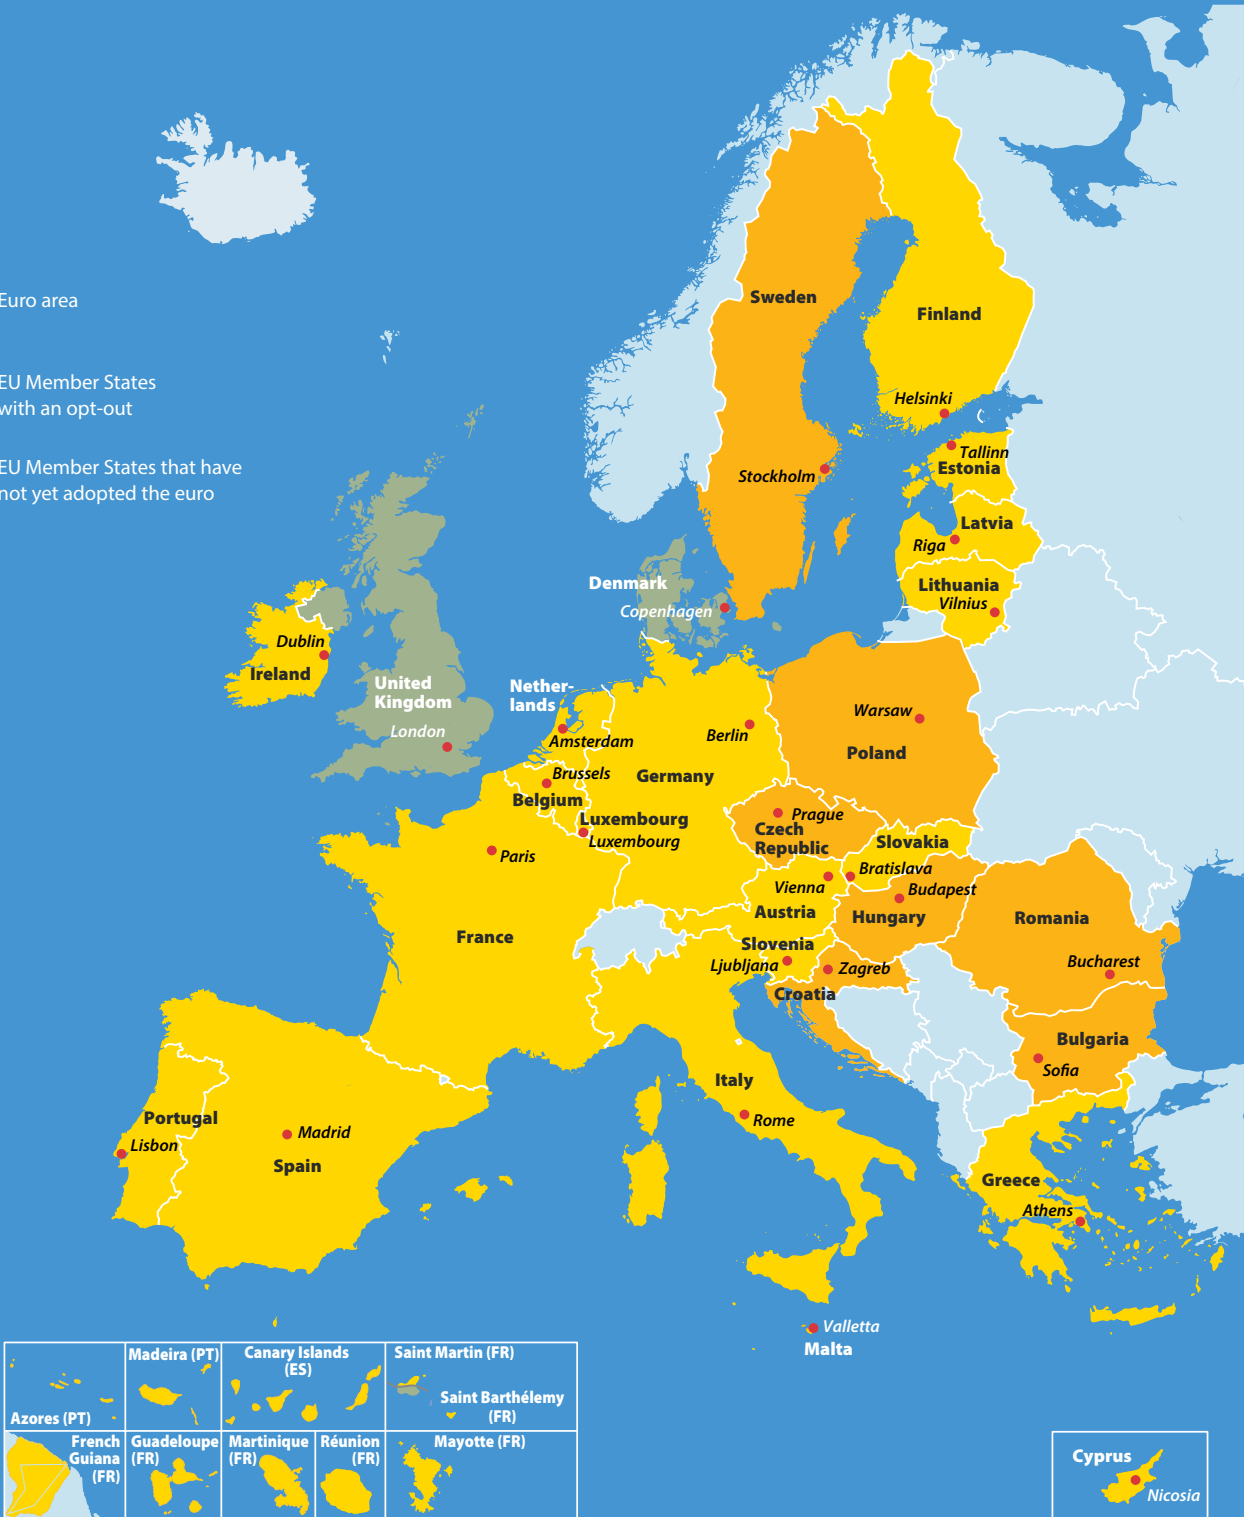 Euro area
EU Member States
with an opt-out
EU Member States that have
not yet adopted the euro
Sweden
Finland
Helsinki
Tallinn
Estonia
Stockholm
Latvia
Riga
Lithuania
Vilnius
Denmark
Copenhagen
Dublin
Ireland
United
Kingdom
London
Nether-
lands
Amsterdam
Berlin
Warsaw
Poland
Germany
Brussels
Belgium
Luxembourg
Luxembourg
Prague
Czech
Republic
Slovakia
Bratislava
Paris
Vienna
Budapest
Austria
Hungary
Romania
France
Slovenia
Ljubljana
Zagreb
Bucharest
Croatia
Bulgaria
Sofia
Italy
Rome
Portugal
Lisbon
Madrid
Spain
Greece
Athens
Valletta
Malta
Azores (PT)
Madeira (PT)
Canary Islands
(ES)
Saint Martin (FR)
Saint Barthélemy
(FR)
French
Guiana
(FR)
Guadeloupe
(FR)
Martinique
(FR)
Réunion
(FR)
Mayotte (FR)
Cyprus
Nicosia